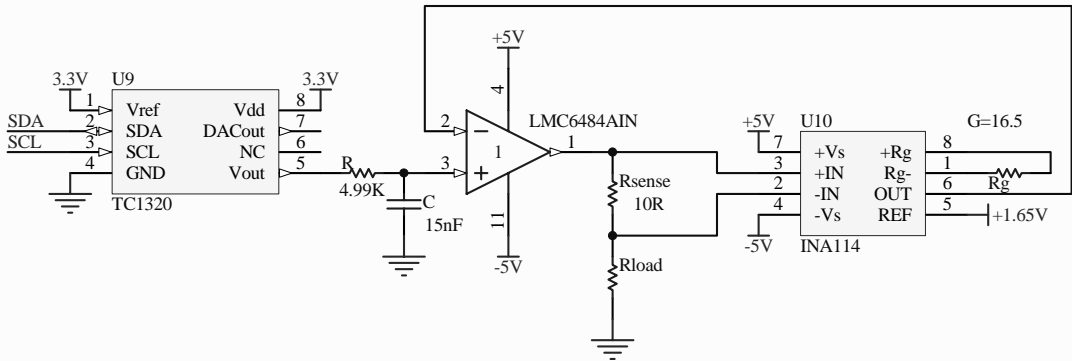 +5V
U9
3.3V
3.3V
1 Vref Vdd 8
SDA 2 SDA DACout 7
SCL 3 SCL NC 6
4 GND Vout 5
TC1320
R
4.99K
C
15nF
4
2
3
1
1
11
LMC6484AIN
-5V
Rsense
10R
Rload
+5V
U10
G=16.5
7 +Vs +Rg 8
3 +IN Rg- 1
2 -IN OUT 6
4 -Vs REF 5
Rg
+1.65V
-5V
INA114